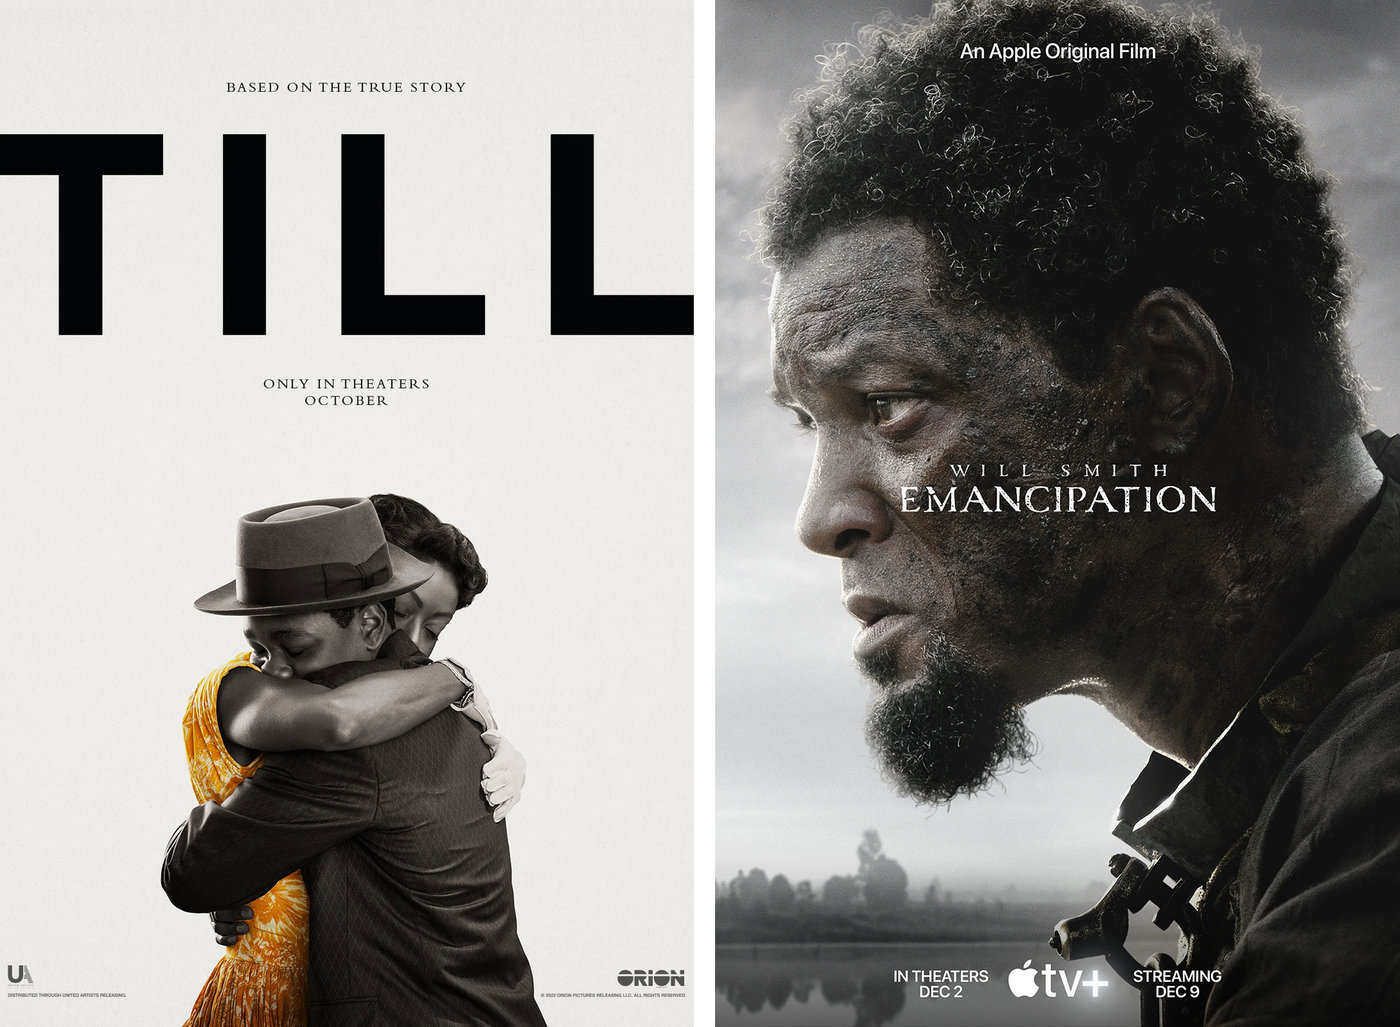 BASED ON THE TRUE STORY
TILL
ONLY IN THEATERS
OCTOBER
UA
DISTRIBUTED THROUGH UNITED ARTISTS RELEASING.
ORION
© 2022 ORION PICTURES RELEASING LLC. ALL RIGHTS RESERVED.
An Apple Original Film
WILL SMITH
EMANCIPATION
IN THEATERS
DEC 2
tv+
STREAMING
DEC 9